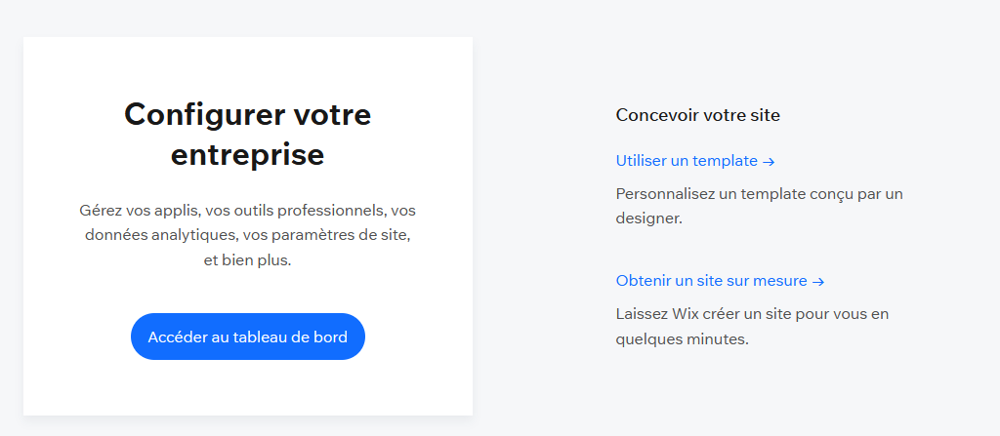 Configurer votre
entreprise
Gérez vos applis, vos outils professionnels, vos
données analytiques, vos paramètres de site,
et bien plus.
Accéder au tableau de bord
Concevoir votre site
Utiliser un template →
Personnalisez un template conçu par un
designer.
Obtenir un site sur mesure →
Laissez Wix créer un site pour vous en
quelques minutes.